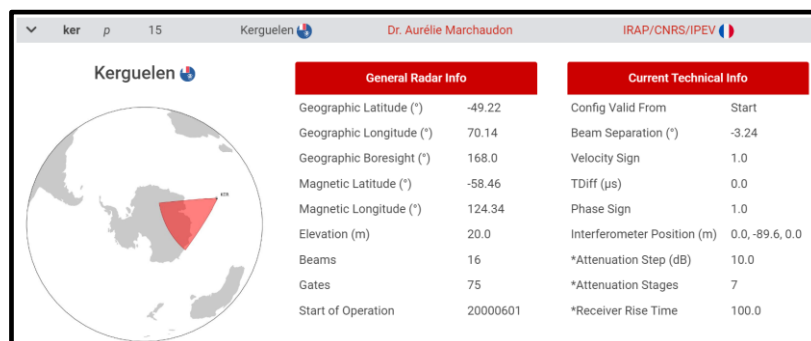 ker p 15 Kerguelen Dr. Aurélie Marchaudon IRAP/CNRS/IPEV
Kerguelen
General Radar Info
Geographic Latitude (°) -49.22
Geographic Longitude (°) 70.14
Geographic Boresight (°) 168.0
Magnetic Latitude (°) -58.46
Magnetic Longitude (°) 124.34
Elevation (m) 20.0
Beams 16
Gates 75
Start of Operation 20000601
Current Technical Info
Config Valid From Start
Beam Separation (°) -3.24
Velocity Sign 1.0
TDiff (μs) 0.0
Phase Sign 1.0
Interferometer Position (m) 0.0, -89.6, 0.0
*Attenuation Step (dB) 10.0
*Attenuation Stages 7
*Receiver Rise Time 100.0